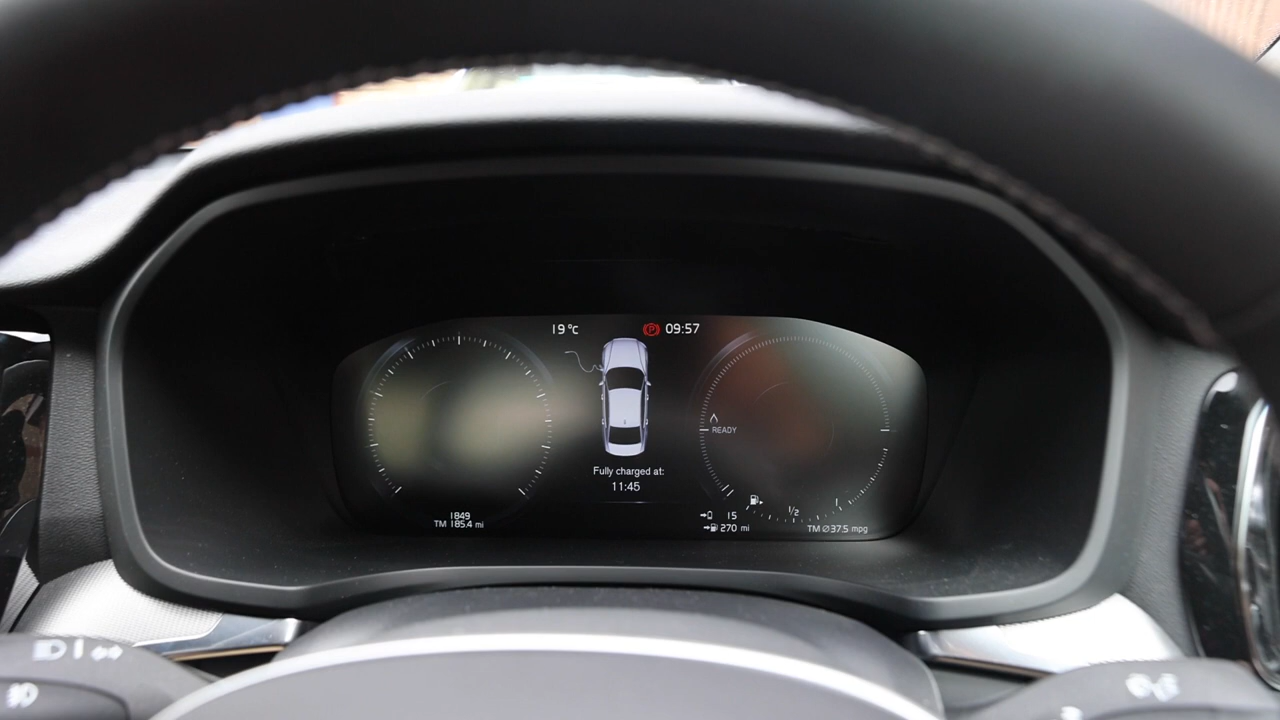 19°C
P 09:57
READY
Fully charged at:
11:45
1/2
1849
TM 185.4 mi
15
270 mi
TM ∅37.5 mpg